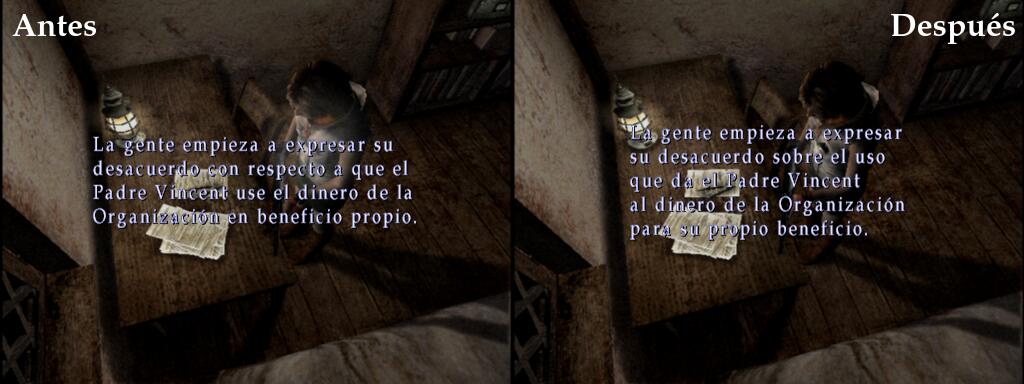 Antes
La gente empieza a expresar su
desacuerdo con respecto a que el
Padre Vincent use el dinero de la
Organización en beneficio propio.
Después
La gente empieza a expresar
su desacuerdo sobre el uso
que da el Padre Vincent
al dinero de la Organización
para su propio beneficio.